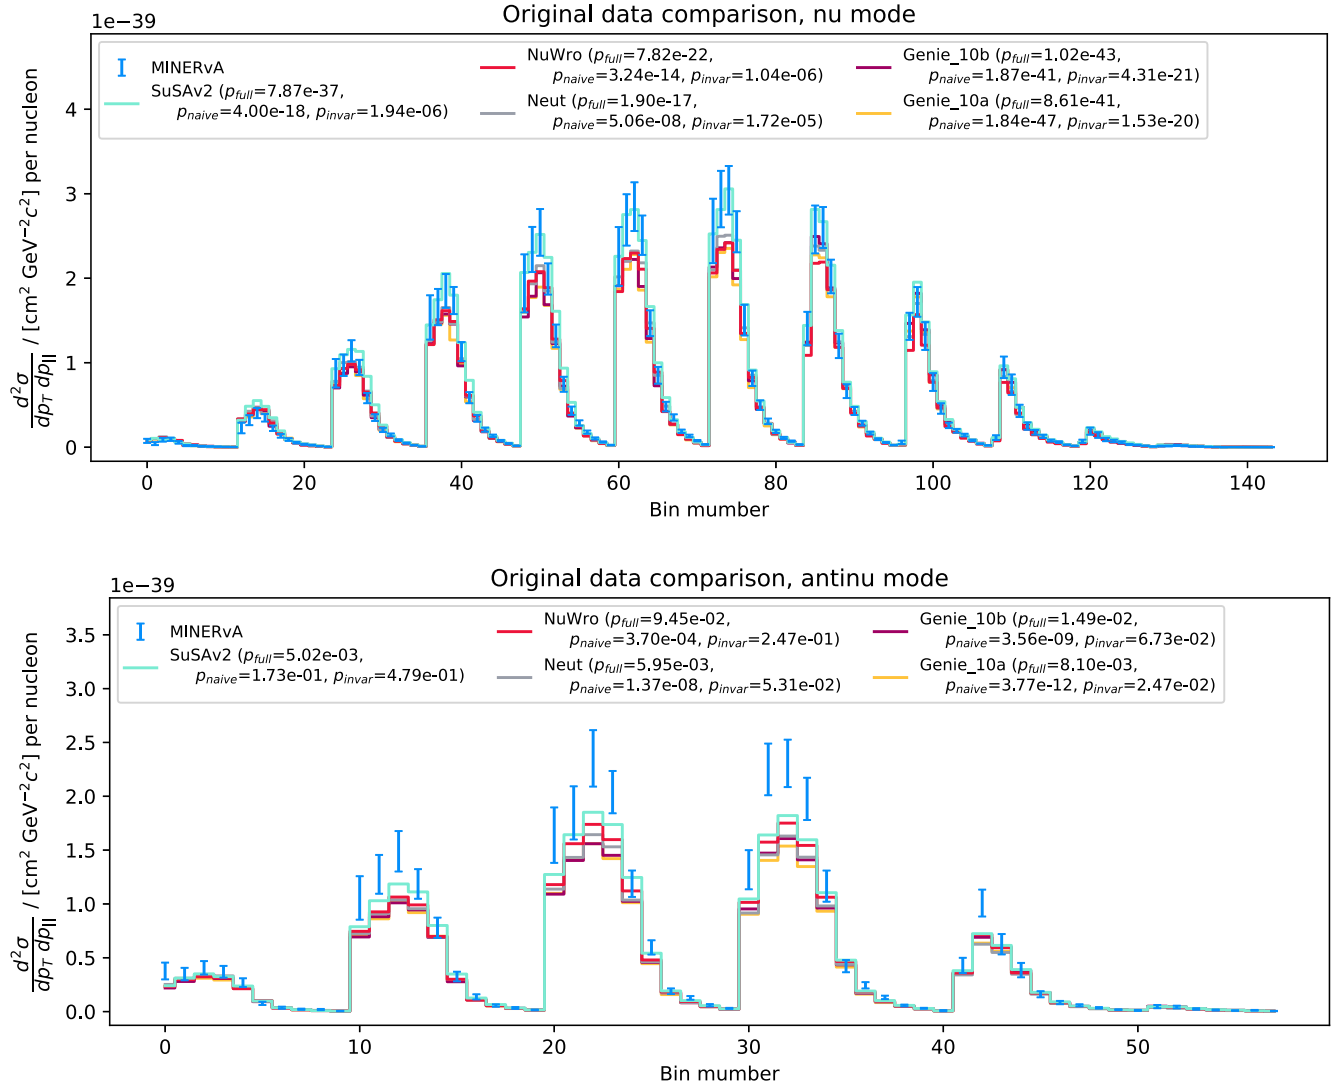 Original data comparison, nu mode
1e−39
MINERvA
SuSAv2 (p_full=7.87e-37,
p_naive=4.00e-18, p_invar=1.94e-06)
NuWro (p_full=7.82e-22,
p_naive=3.24e-14, p_invar=1.04e-06)
Neut (p_full=1.90e-17,
p_naive=5.06e-08, p_invar=1.72e-05)
Genie_10b (p_full=1.02e-43,
p_naive=1.87e-41, p_invar=4.31e-21)
Genie_10a (p_full=8.61e-41,
p_naive=1.84e-47, p_invar=1.53e-20)
d²σ / dp_T dp_|| / [cm² GeV⁻²c²] per nucleon
4
3
2
1
0
0 20 40 60 80 100 120 140
Bin mumber
Original data comparison, antinu mode
1e−39
MINERvA
SuSAv2 (p_full=5.02e-03,
p_naive=1.73e-01, p_invar=4.79e-01)
NuWro (p_full=9.45e-02,
p_naive=3.70e-04, p_invar=2.47e-01)
Neut (p_full=5.95e-03,
p_naive=1.37e-08, p_invar=5.31e-02)
Genie_10b (p_full=1.49e-02,
p_naive=3.56e-09, p_invar=6.73e-02)
Genie_10a (p_full=8.10e-03,
p_naive=3.77e-12, p_invar=2.47e-02)
d²σ / dp_T dp_|| / [cm² GeV⁻²c²] per nucleon
3.5
3.0
2.5
2.0
1.5
1.0
0.5
0.0
0 10 20 30 40 50
Bin mumber